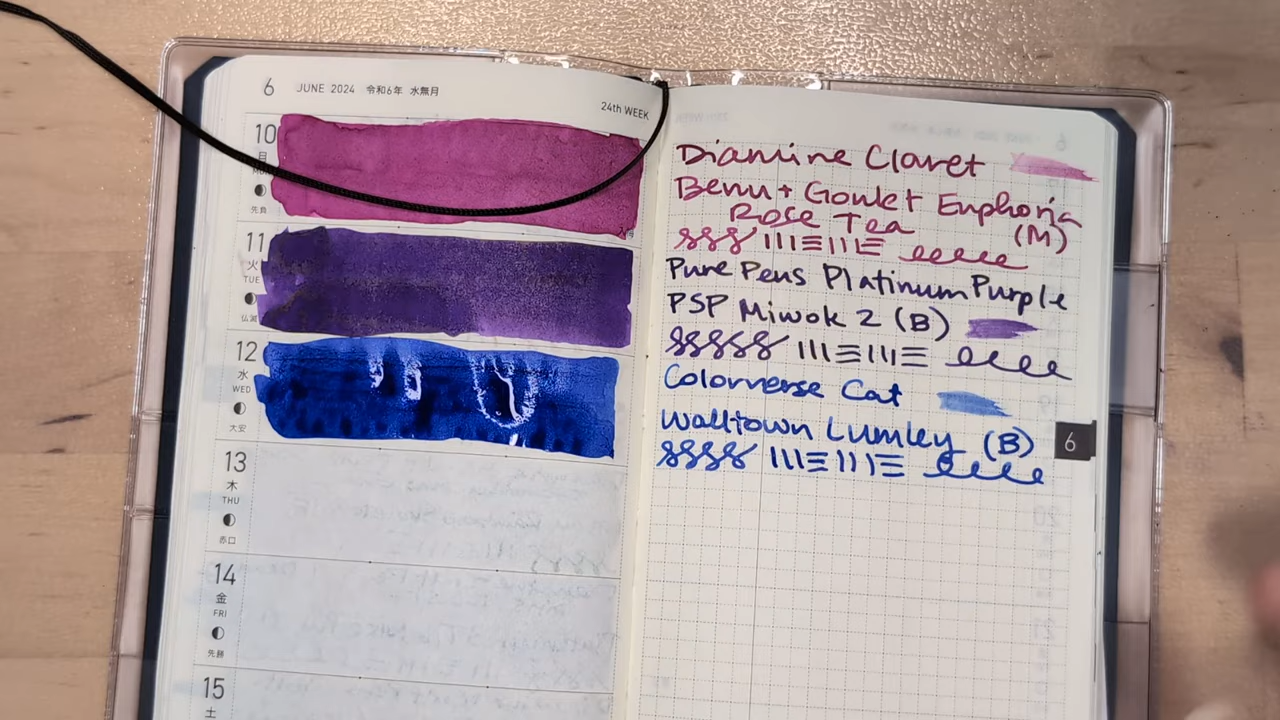 6 JUNE 2024 令和6年 水無月
24th WEEK
10
月
先負
11
火
TUE
仏滅
12
水
WED
大安
13
木
THU
赤口
14
金
FRI
先勝
15
土
Diamine Claret
Benu + Goulet Euphoria
Rose Tea (M)
Pure Pens Platinum Purple
PSP Miwok 2 (B)
Colorverse Cat
Walltown Lumley (B)
6